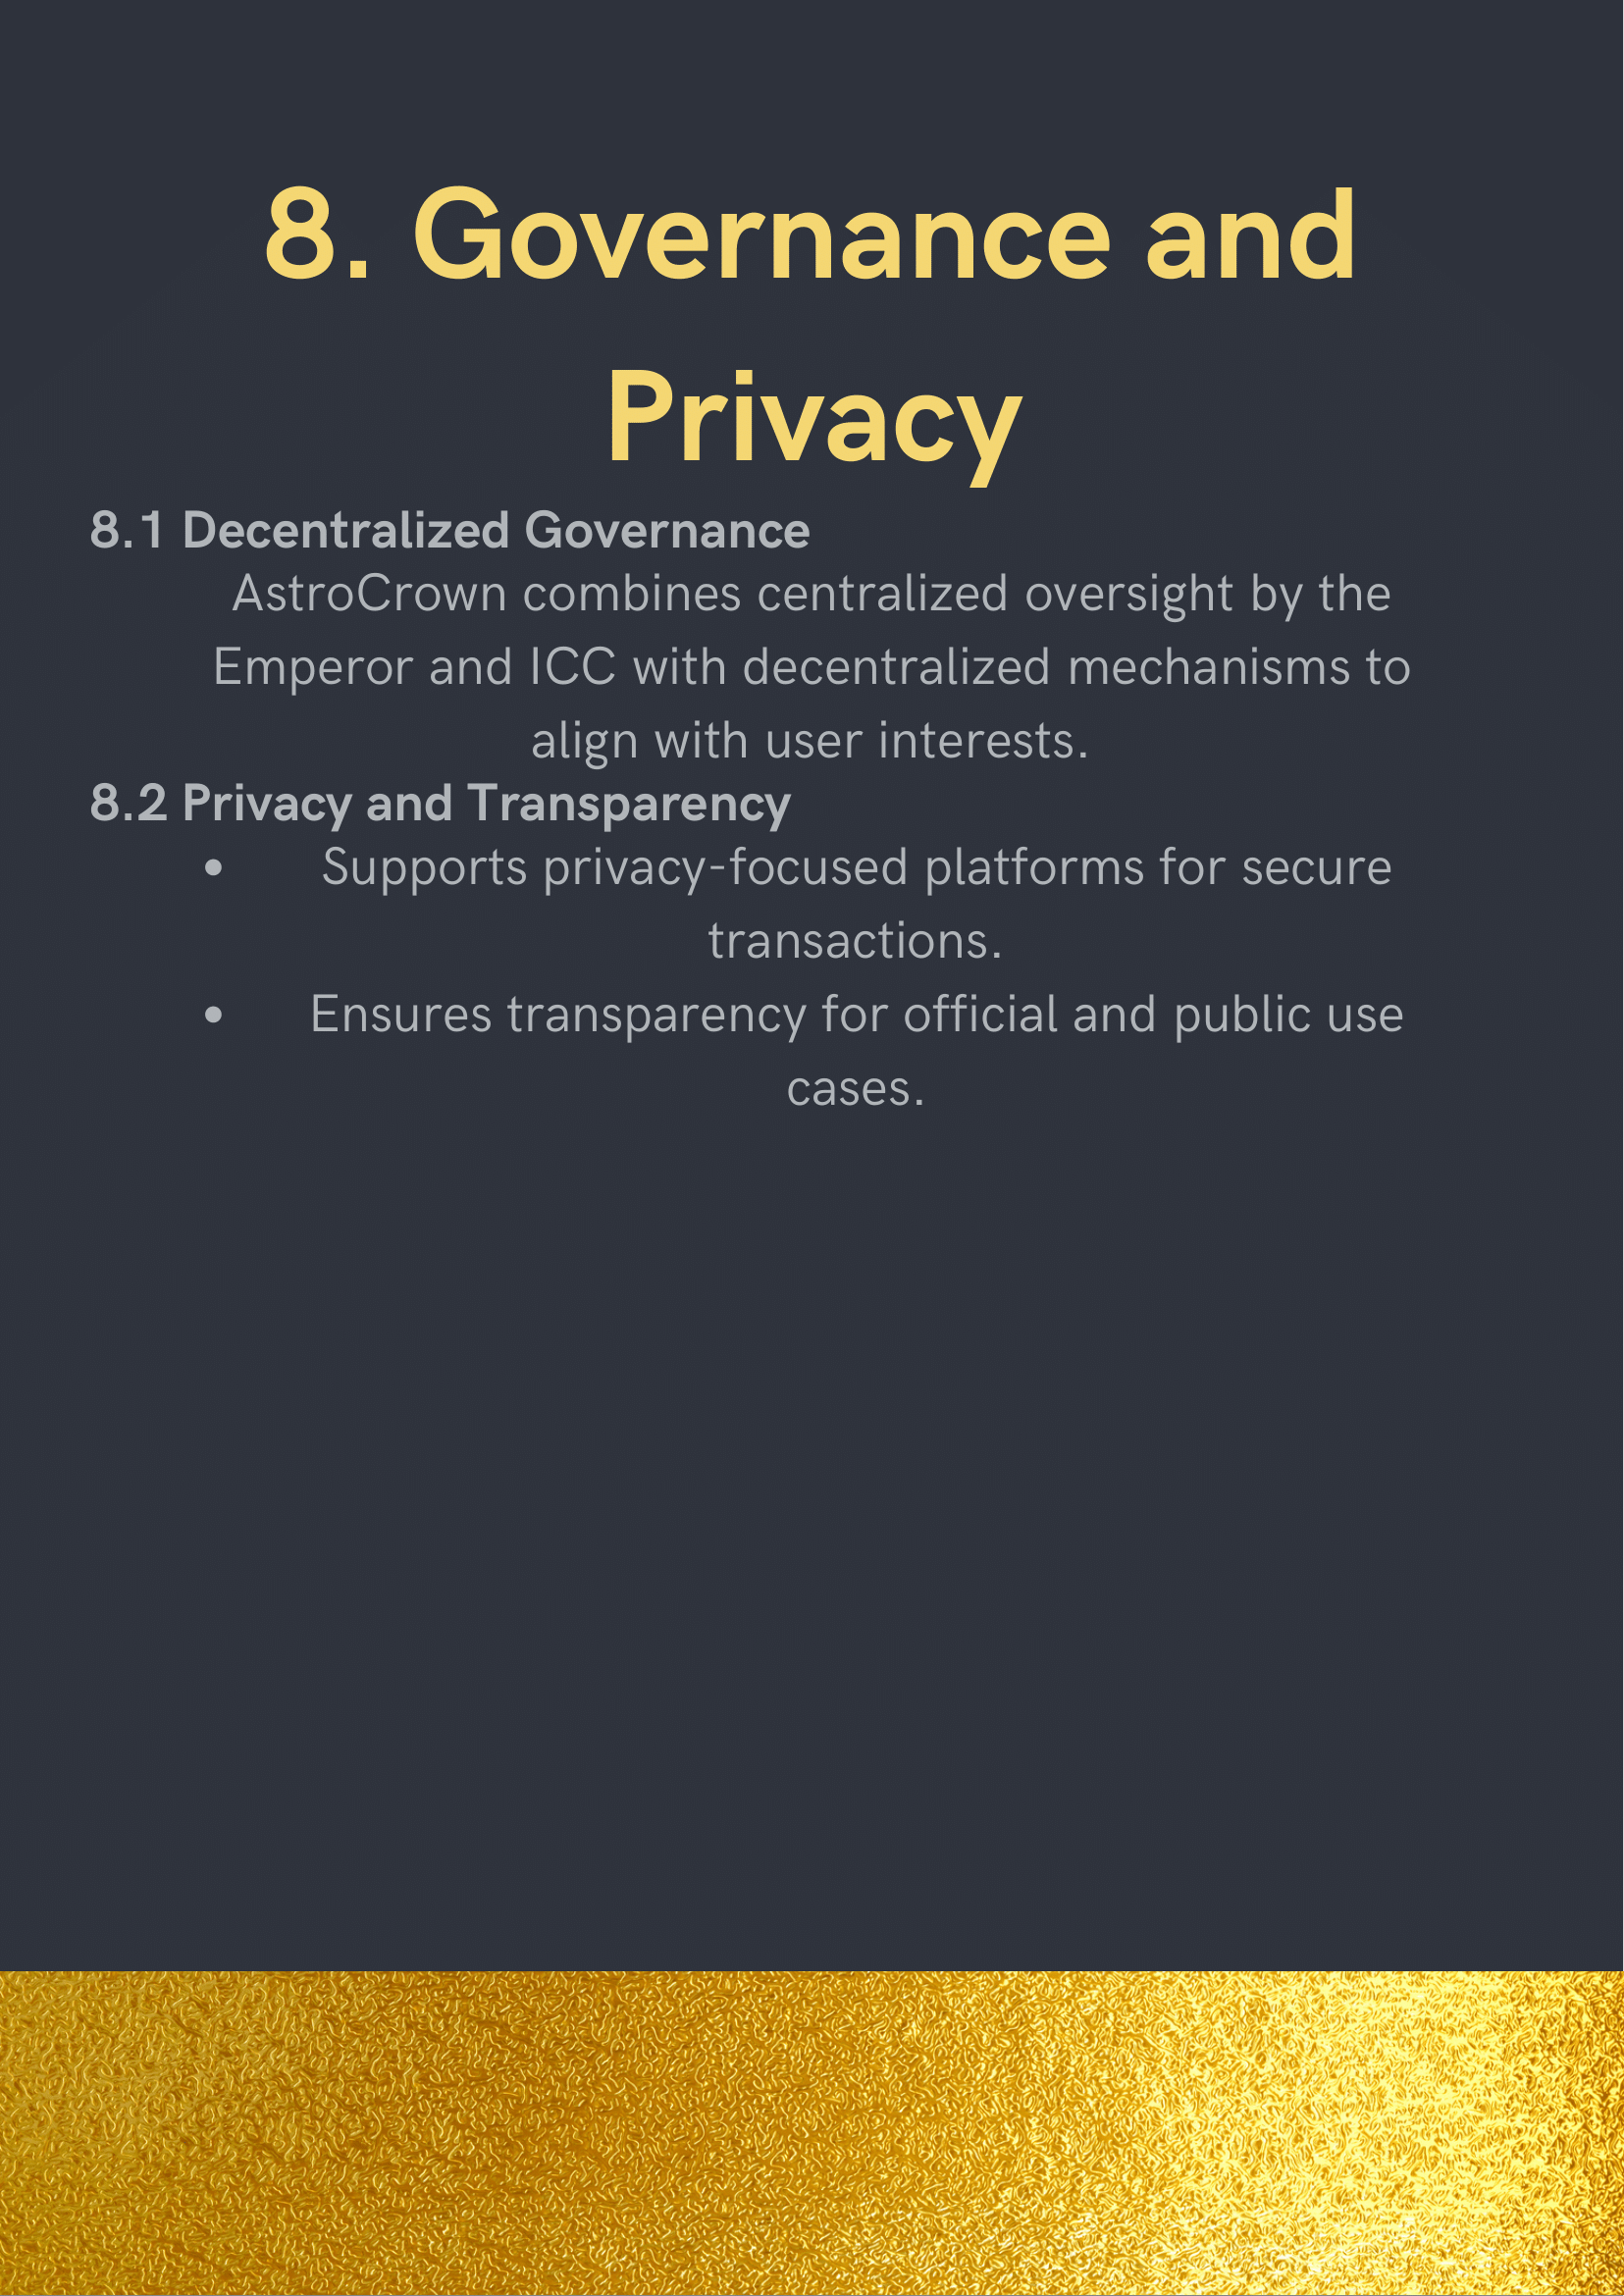 8. Governance and
Privacy
8.1 Decentralized Governance
AstroCrown combines centralized oversight by the
Emperor and ICC with decentralized mechanisms to
align with user interests.
8.2 Privacy and Transparency
• Supports privacy-focused platforms for secure
transactions.
• Ensures transparency for official and public use
cases.